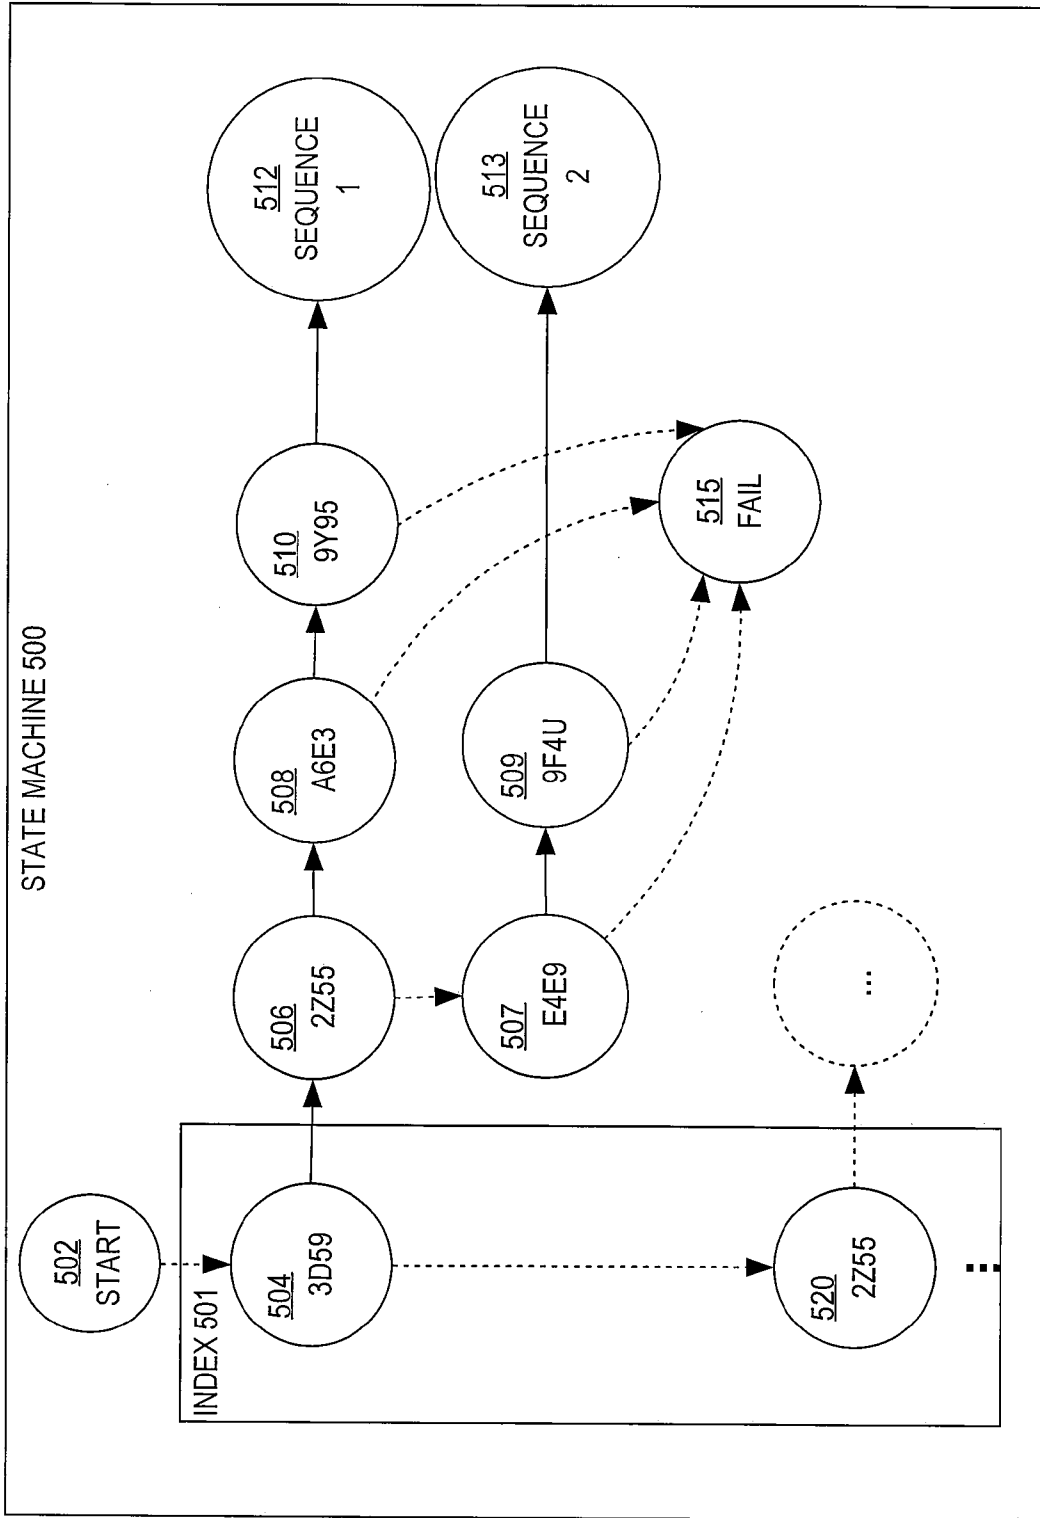 STATE MACHINE 500
502
START
INDEX 501
504
3D59
506
2Z55
508
A6E3
510
9Y95
512
SEQUENCE
1
507
E4E9
509
9F4U
513
SEQUENCE
2
515
FAIL
520
2Z55
...
...